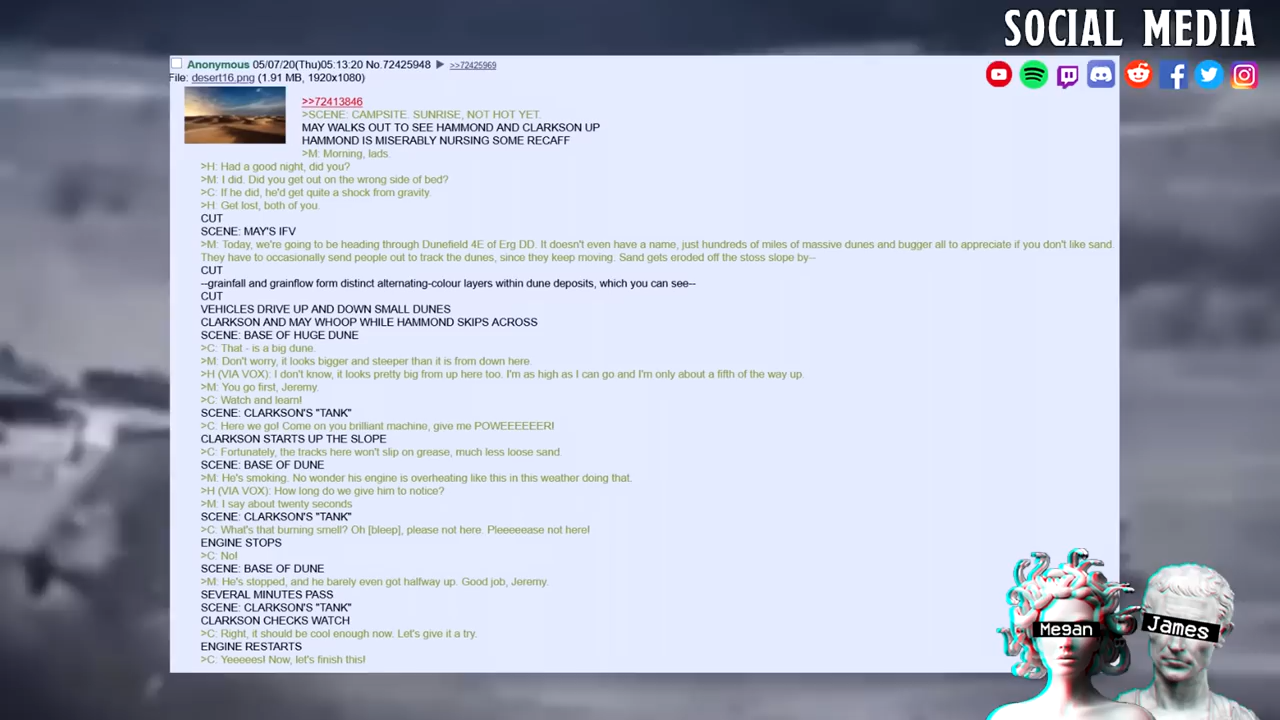 SOCIAL MEDIA
Anonymous 05/07/20(Thu)05:13:20 No.72425948 ▶ >>72425969
File: desert16.png (1.91 MB, 1920x1080)
>>72413846
>SCENE: CAMPSITE. SUNRISE, NOT HOT YET.
MAY WALKS OUT TO SEE HAMMOND AND CLARKSON UP
HAMMOND IS MISERABLY NURSING SOME RECAFF
>M: Morning, lads.
>H: Had a good night, did you?
>M: I did. Did you get out on the wrong side of bed?
>C: If he did, he'd get quite a shock from gravity.
>H: Get lost, both of you.
CUT
SCENE: MAY'S IFV
>M: Today, we're going to be heading through Dunefield 4E of Erg DD. It doesn't even have a name, just hundreds of miles of massive dunes and bugger all to appreciate if you don't like sand.
They have to occasionally send people out to track the dunes, since they keep moving. Sand gets eroded off the stoss slope by--
CUT
--grainfall and grainflow form distinct alternating-colour layers within dune deposits, which you can see--
CUT
VEHICLES DRIVE UP AND DOWN SMALL DUNES
CLARKSON AND MAY WHOOP WHILE HAMMOND SKIPS ACROSS
SCENE: BASE OF HUGE DUNE
>C: That - is a big dune.
>M: Don't worry, it looks bigger and steeper than it is from down here.
>H (VIA VOX): I don't know, it looks pretty big from up here too. I'm as high as I can go and I'm only about a fifth of the way up.
>M: You go first, Jeremy.
>C: Watch and learn!
SCENE: CLARKSON'S "TANK"
>C: Here we go! Come on you brilliant machine, give me POWEEEEEER!
CLARKSON STARTS UP THE SLOPE
>C: Fortunately, the tracks here won't slip on grease, much less loose sand.
SCENE: BASE OF DUNE
>M: He's smoking. No wonder his engine is overheating like this in this weather doing that.
>H (VIA VOX): How long do we give him to notice?
>M: I say about twenty seconds
SCENE: CLARKSON'S "TANK"
>C: What's that burning smell? Oh [bleep], please not here. Pleeeeease not here!
ENGINE STOPS
>C: No!
SCENE: BASE OF DUNE
>M: He's stopped, and he barely even got halfway up. Good job, Jeremy.
SEVERAL MINUTES PASS
SCENE: CLARKSON'S "TANK"
CLARKSON CHECKS WATCH
>C: Right, it should be cool enough now. Let's give it a try.
ENGINE RESTARTS
>C: Yeeeees! Now, let's finish this!
Megan
James